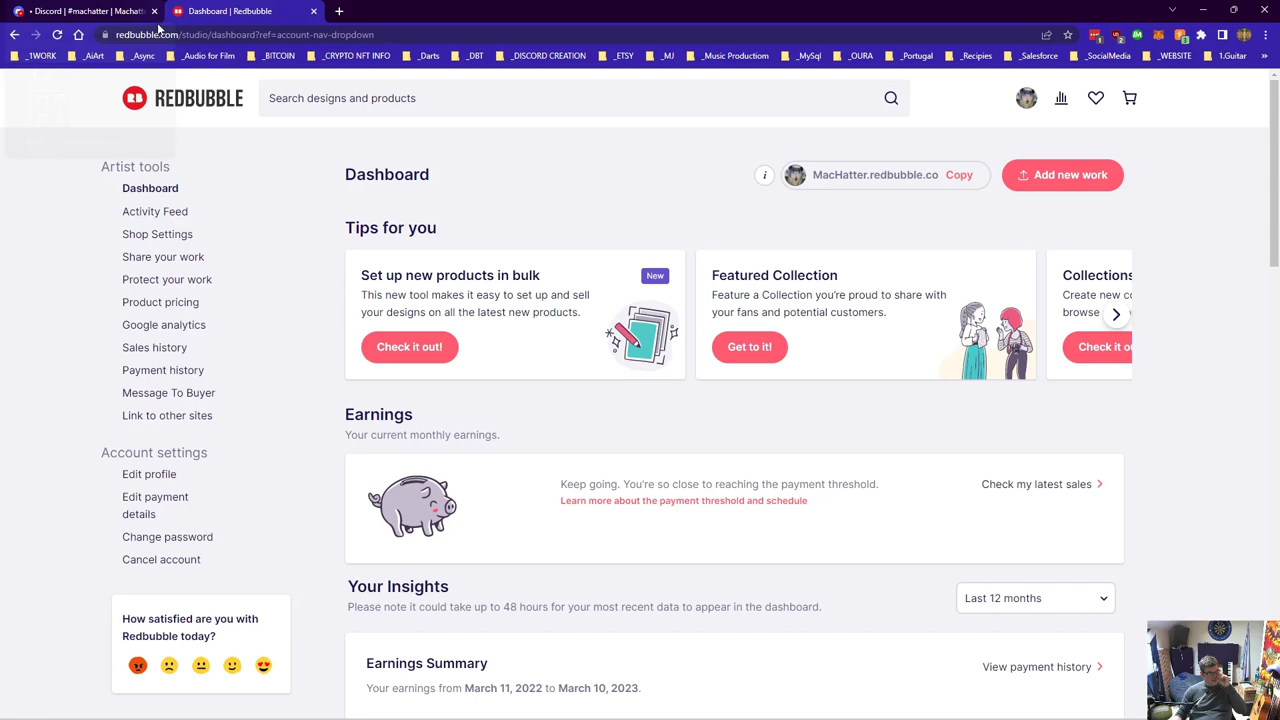 • Discord | #machatter | Machatt
Dashboard | Redbubble
redbubble.com/studio/dashboard?ref=account-nav-dashboard
_1WORK _AiArt _Async _Audio for Film _BITCOIN _CRYPTO NFT INFO _Darts _DBT _DISCORD CREATION _ETSY _MJ _Music Productiom _MySql _Portugal _Recipies _Salesforce _SocialMedia _WEBSITE 1.Guitar »
RB REDBUBBLE
Search designs and products
Artist tools
Dashboard
Activity Feed
Shop Settings
Share your work
Protect your work
Product pricing
Google analytics
Sales history
Payment history
Message To Buyer
Link to other sites
Account settings
Edit profile
Edit payment
details
Change password
Cancel account
How satisfied are you with
Redbubble today?
Dashboard
i MacHatter.redbubble.co Copy
Add new work
Tips for you
Set up new products in bulk New
This new tool makes it easy to set up and sell
your designs on all the latest new products.
Check it out!
Featured Collection
Feature a Collection you're proud to share with
your fans and potential customers.
Get to it!
Collections
Create new co
browse
Check it ou
Earnings
Your current monthly earnings.
Keep going. You're so close to reaching the payment threshold.
Learn more about the payment threshold and schedule
Check my latest sales
Your Insights
Please note it could take up to 48 hours for your most recent data to appear in the dashboard.
Last 12 months
Earnings Summary
View payment history
Your earnings from March 11, 2022 to March 10, 2023.